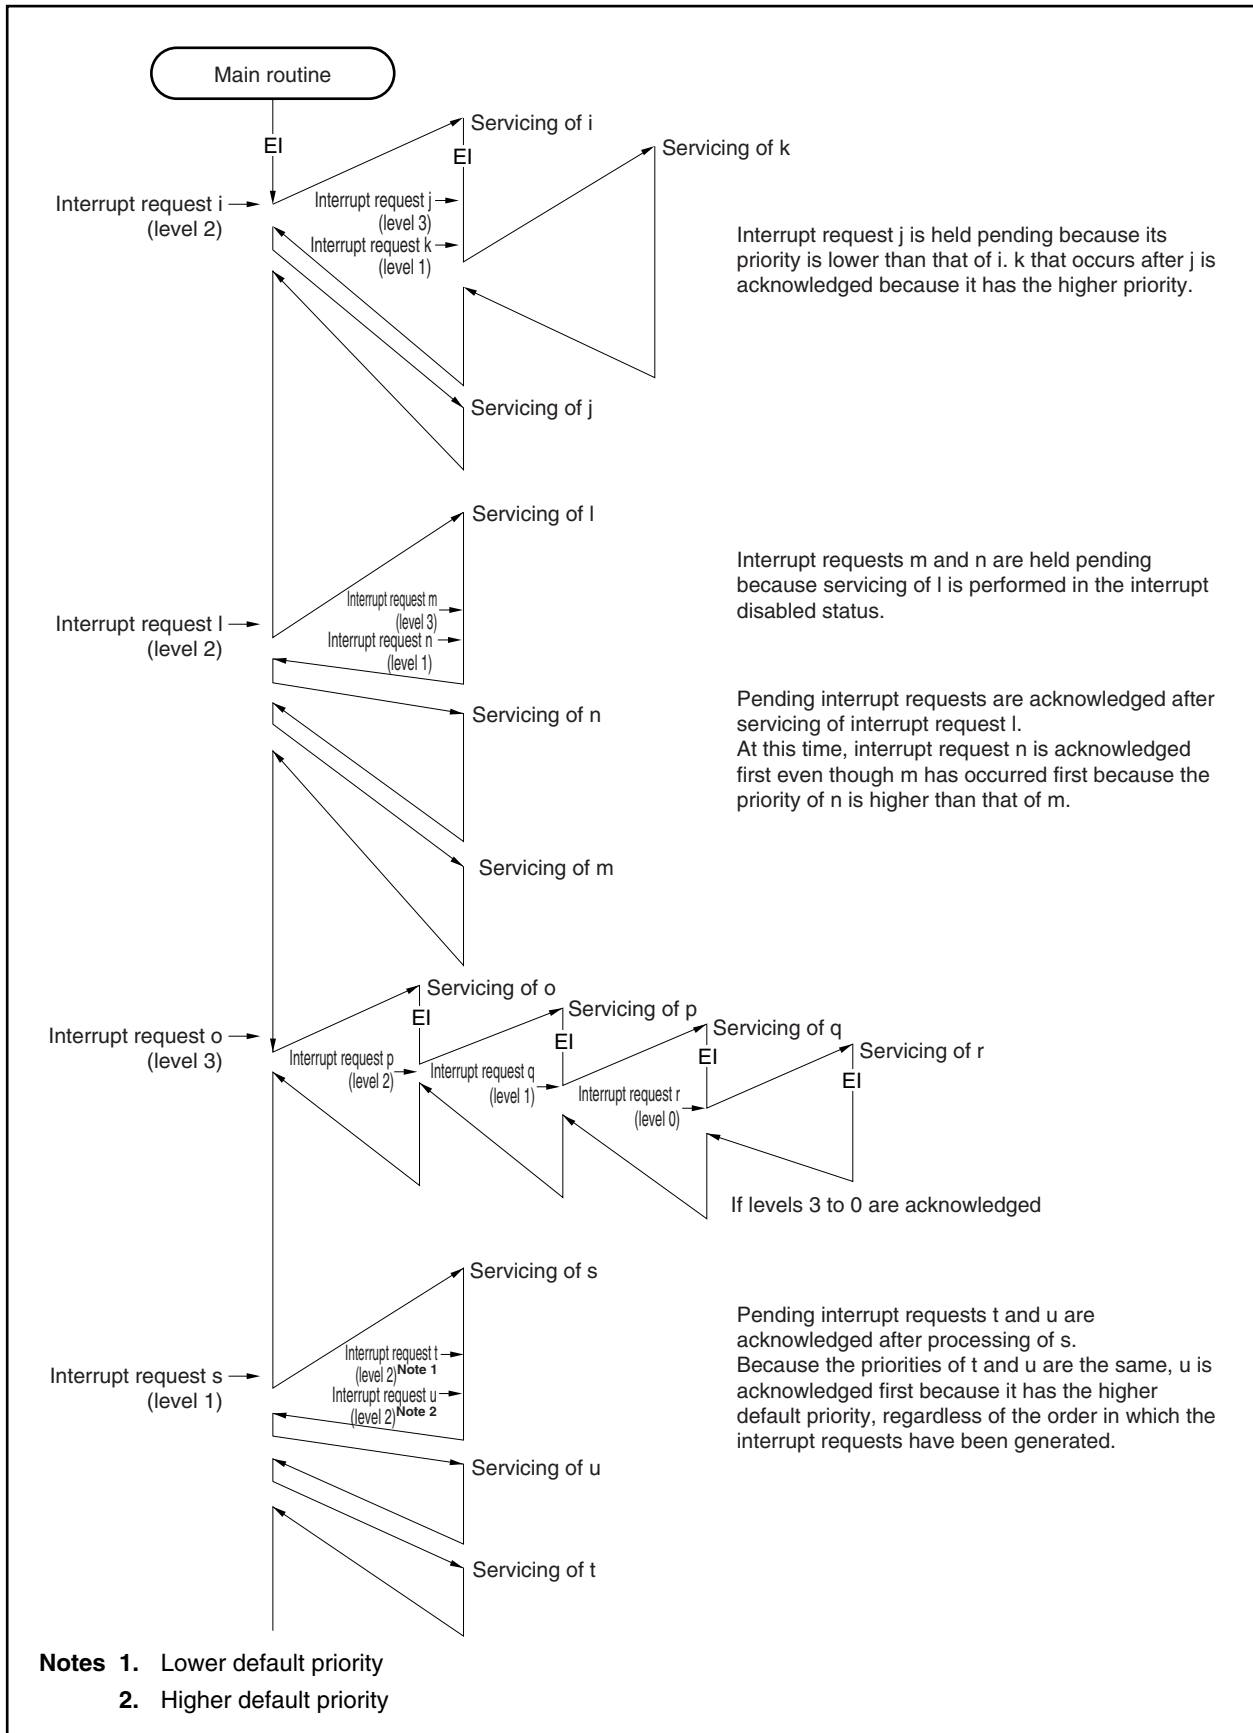 Main routine
EI
Servicing of i
EI
Servicing of k
Interrupt request i
(level 2)
Interrupt request j
(level 3)
Interrupt request k
(level 1)
Interrupt request j is held pending because its
priority is lower than that of i. k that occurs after j is
acknowledged because it has the higher priority.
Servicing of j
Servicing of l
Interrupt request l
(level 2)
Interrupt request m
(level 3)
Interrupt request n
(level 1)
Interrupt requests m and n are held pending
because servicing of l is performed in the interrupt
disabled status.
Servicing of n
Pending interrupt requests are acknowledged after
servicing of interrupt request l.
At this time, interrupt request n is acknowledged
first even though m has occurred first because the
priority of n is higher than that of m.
Servicing of m
Servicing of o
EI
Servicing of p
EI
Servicing of q
EI
Servicing of r
EI
Interrupt request o
(level 3)
Interrupt request p
(level 2)
Interrupt request q
(level 1)
Interrupt request r
(level 0)
If levels 3 to 0 are acknowledged
Servicing of s
Interrupt request s
(level 1)
Interrupt request t
(level 2)Note 1
Interrupt request u
(level 2)Note 2
Pending interrupt requests t and u are
acknowledged after processing of s.
Because the priorities of t and u are the same, u is
acknowledged first because it has the higher
default priority, regardless of the order in which the
interrupt requests have been generated.
Servicing of u
Servicing of t
Notes 1. Lower default priority
2. Higher default priority